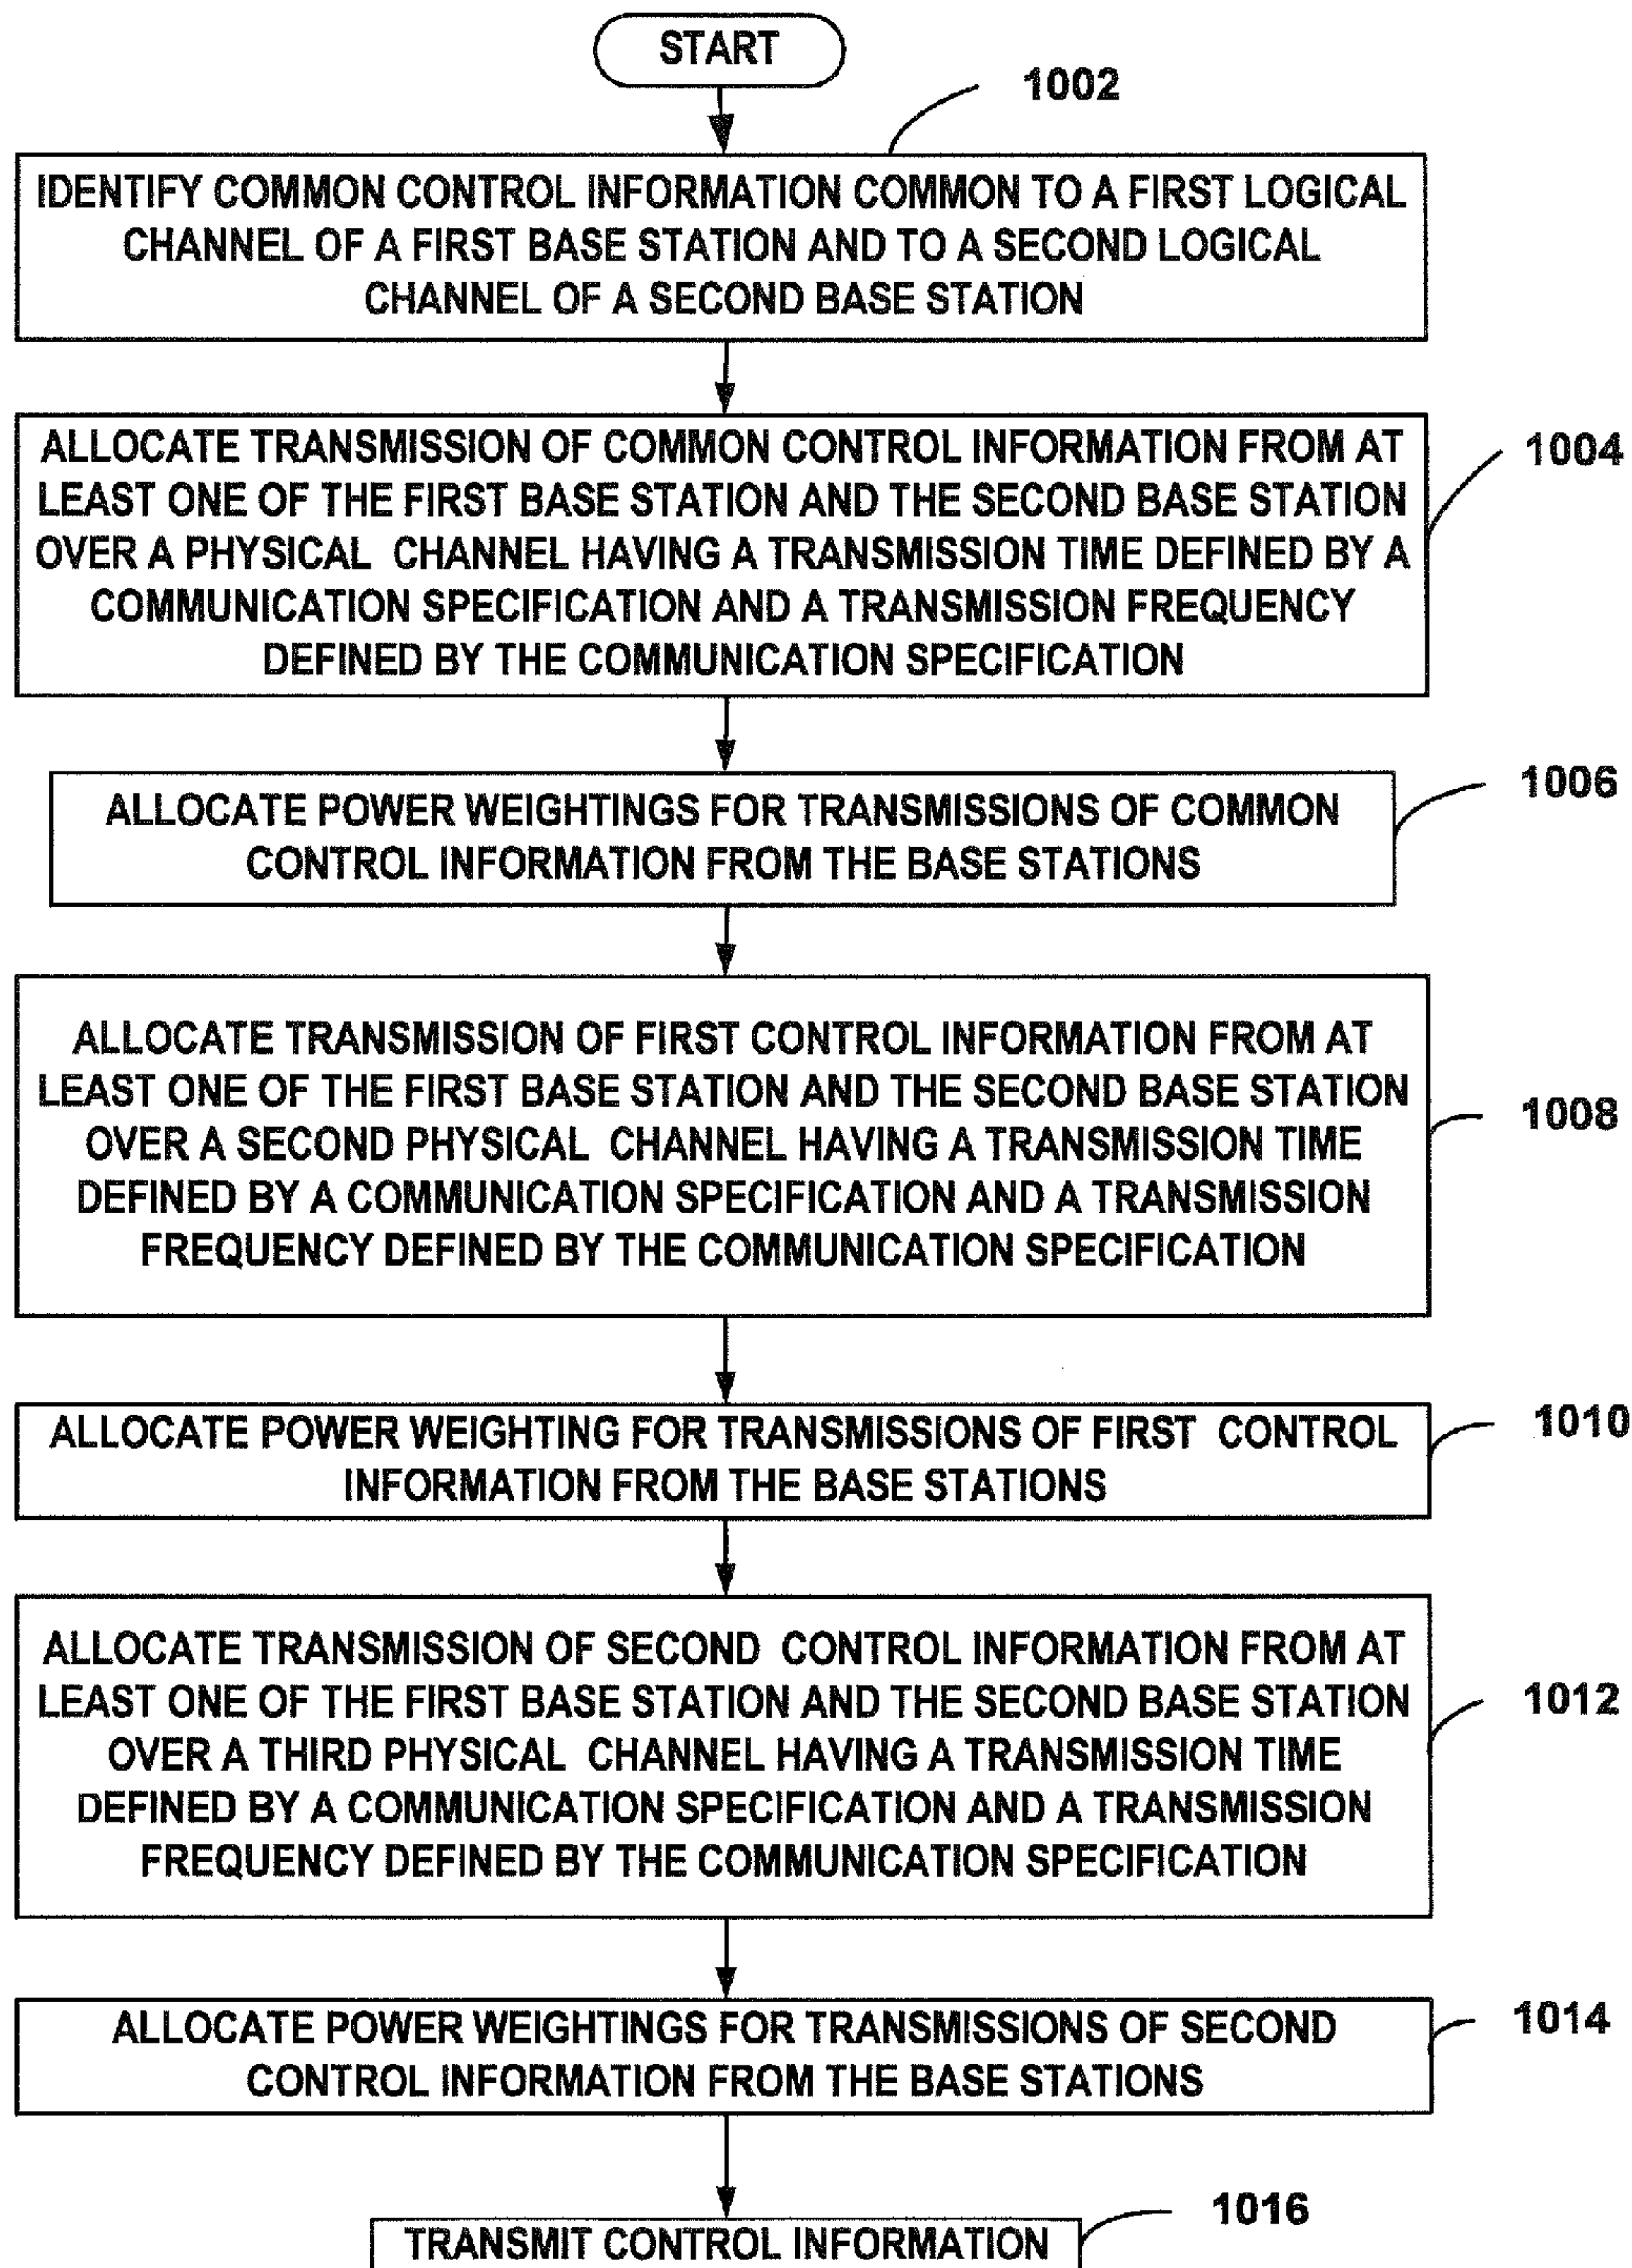 START
1002
IDENTIFY COMMON CONTROL INFORMATION COMMON TO A FIRST LOGICAL
CHANNEL OF A FIRST BASE STATION AND TO A SECOND LOGICAL
CHANNEL OF A SECOND BASE STATION
ALLOCATE TRANSMISSION OF COMMON CONTROL INFORMATION FROM AT
LEAST ONE OF THE FIRST BASE STATION AND THE SECOND BASE STATION
OVER A PHYSICAL CHANNEL HAVING A TRANSMISSION TIME DEFINED BY A
COMMUNICATION SPECIFICATION AND A TRANSMISSION FREQUENCY
DEFINED BY THE COMMUNICATION SPECIFICATION
1004
ALLOCATE POWER WEIGHTINGS FOR TRANSMISSIONS OF COMMON
CONTROL INFORMATION FROM THE BASE STATIONS
1006
ALLOCATE TRANSMISSION OF FIRST CONTROL INFORMATION FROM AT
LEAST ONE OF THE FIRST BASE STATION AND THE SECOND BASE STATION
OVER A SECOND PHYSICAL CHANNEL HAVING A TRANSMISSION TIME
DEFINED BY A COMMUNICATION SPECIFICATION AND A TRANSMISSION
FREQUENCY DEFINED BY THE COMMUNICATION SPECIFICATION
1008
ALLOCATE POWER WEIGHTING FOR TRANSMISSIONS OF FIRST CONTROL
INFORMATION FROM THE BASE STATIONS
1010
ALLOCATE TRANSMISSION OF SECOND CONTROL INFORMATION FROM AT
LEAST ONE OF THE FIRST BASE STATION AND THE SECOND BASE STATION
OVER A THIRD PHYSICAL CHANNEL HAVING A TRANSMISSION TIME
DEFINED BY A COMMUNICATION SPECIFICATION AND A TRANSMISSION
FREQUENCY DEFINED BY THE COMMUNICATION SPECIFICATION
1012
ALLOCATE POWER WEIGHTINGS FOR TRANSMISSIONS OF SECOND
CONTROL INFORMATION FROM THE BASE STATIONS
1014
1016
TRANSMIT CONTROL INFORMATION